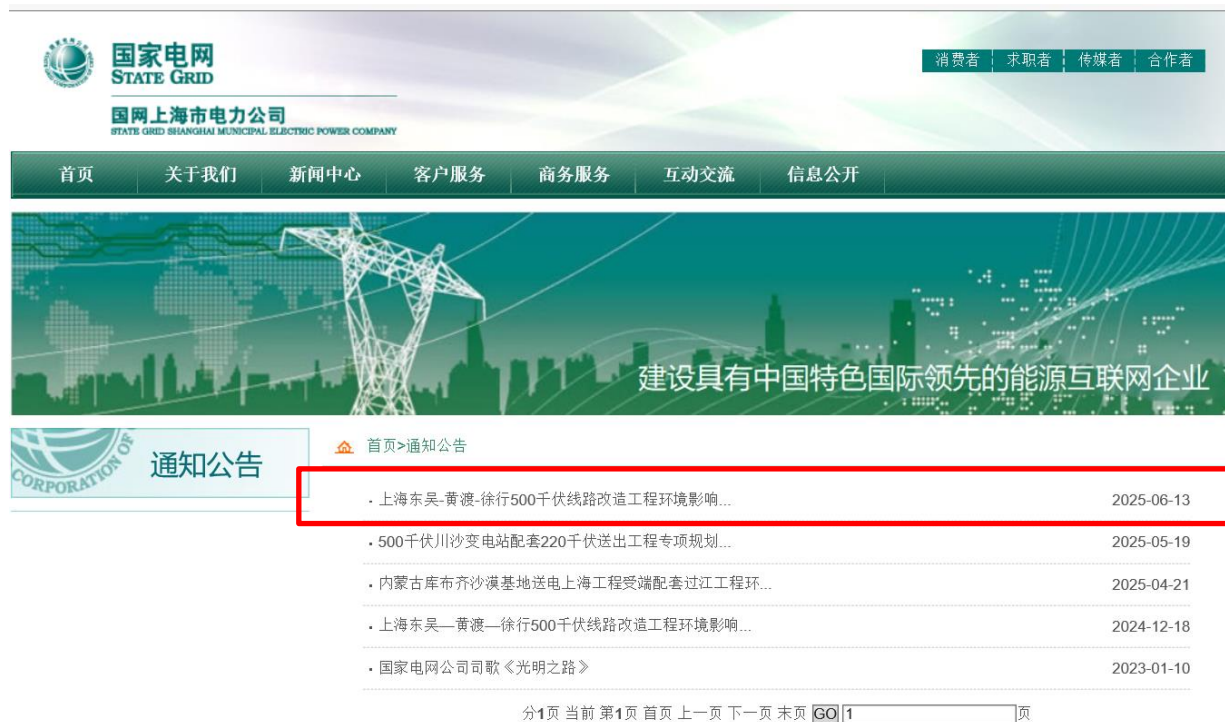 国家电网
STATE GRID
国网上海市电力公司
STATE GRID SHANGHAI MUNICIPAL ELECTRIC POWER COMPANY
消费者 求职者 传媒者 合作者
首页 关于我们 新闻中心 客户服务 商务服务 互动交流 信息公开
建设具有中国特色国际领先的能源互联网企业
CORPORATION OF
通知公告
首页>通知公告
上海东吴-黄渡-徐行500千伏线路改造工程环境影响... 2025-06-13
500千伏川沙变电站配套220千伏送出工程专项规划... 2025-05-19
内蒙古库布齐沙漠基地送电上海工程受端配套过江工程环... 2025-04-21
上海东吴—黄渡—徐行500千伏线路改造工程环境影响... 2024-12-18
国家电网公司司歌《光明之路》 2023-01-10
分1页 当前 第1页 首页 上一页 下一页 末页 GO 1 页